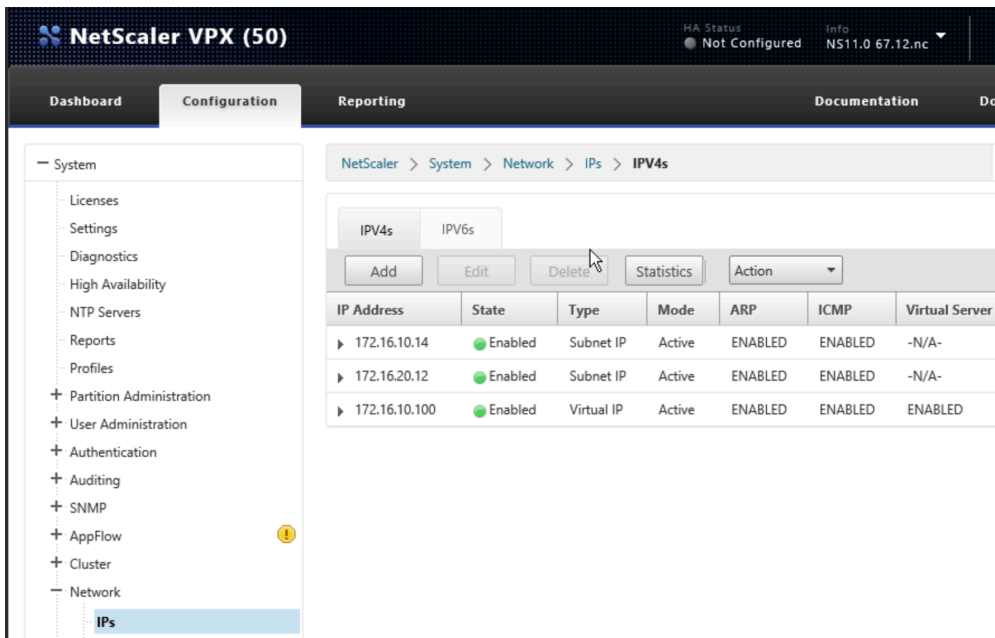 NetScaler VPX (50)
HA Status
Not Configured
Info
NS11.0 67.12.nc
Dashboard
Configuration
Reporting
Documentation
System
Licenses
Settings
Diagnostics
High Availability
NTP Servers
Reports
Profiles
Partition Administration
User Administration
Authentication
Auditing
SNMP
AppFlow
Cluster
Network
IPs
NetScaler > System > Network > IPs > IPV4s
IPV4s IPV6s
Add Edit Delete Statistics Action
IP Address State Type Mode ARP ICMP Virtual Server
172.16.10.14 Enabled Subnet IP Active ENABLED ENABLED -N/A-
172.16.20.12 Enabled Subnet IP Active ENABLED ENABLED -N/A-
172.16.10.100 Enabled Virtual IP Active ENABLED ENABLED ENABLED